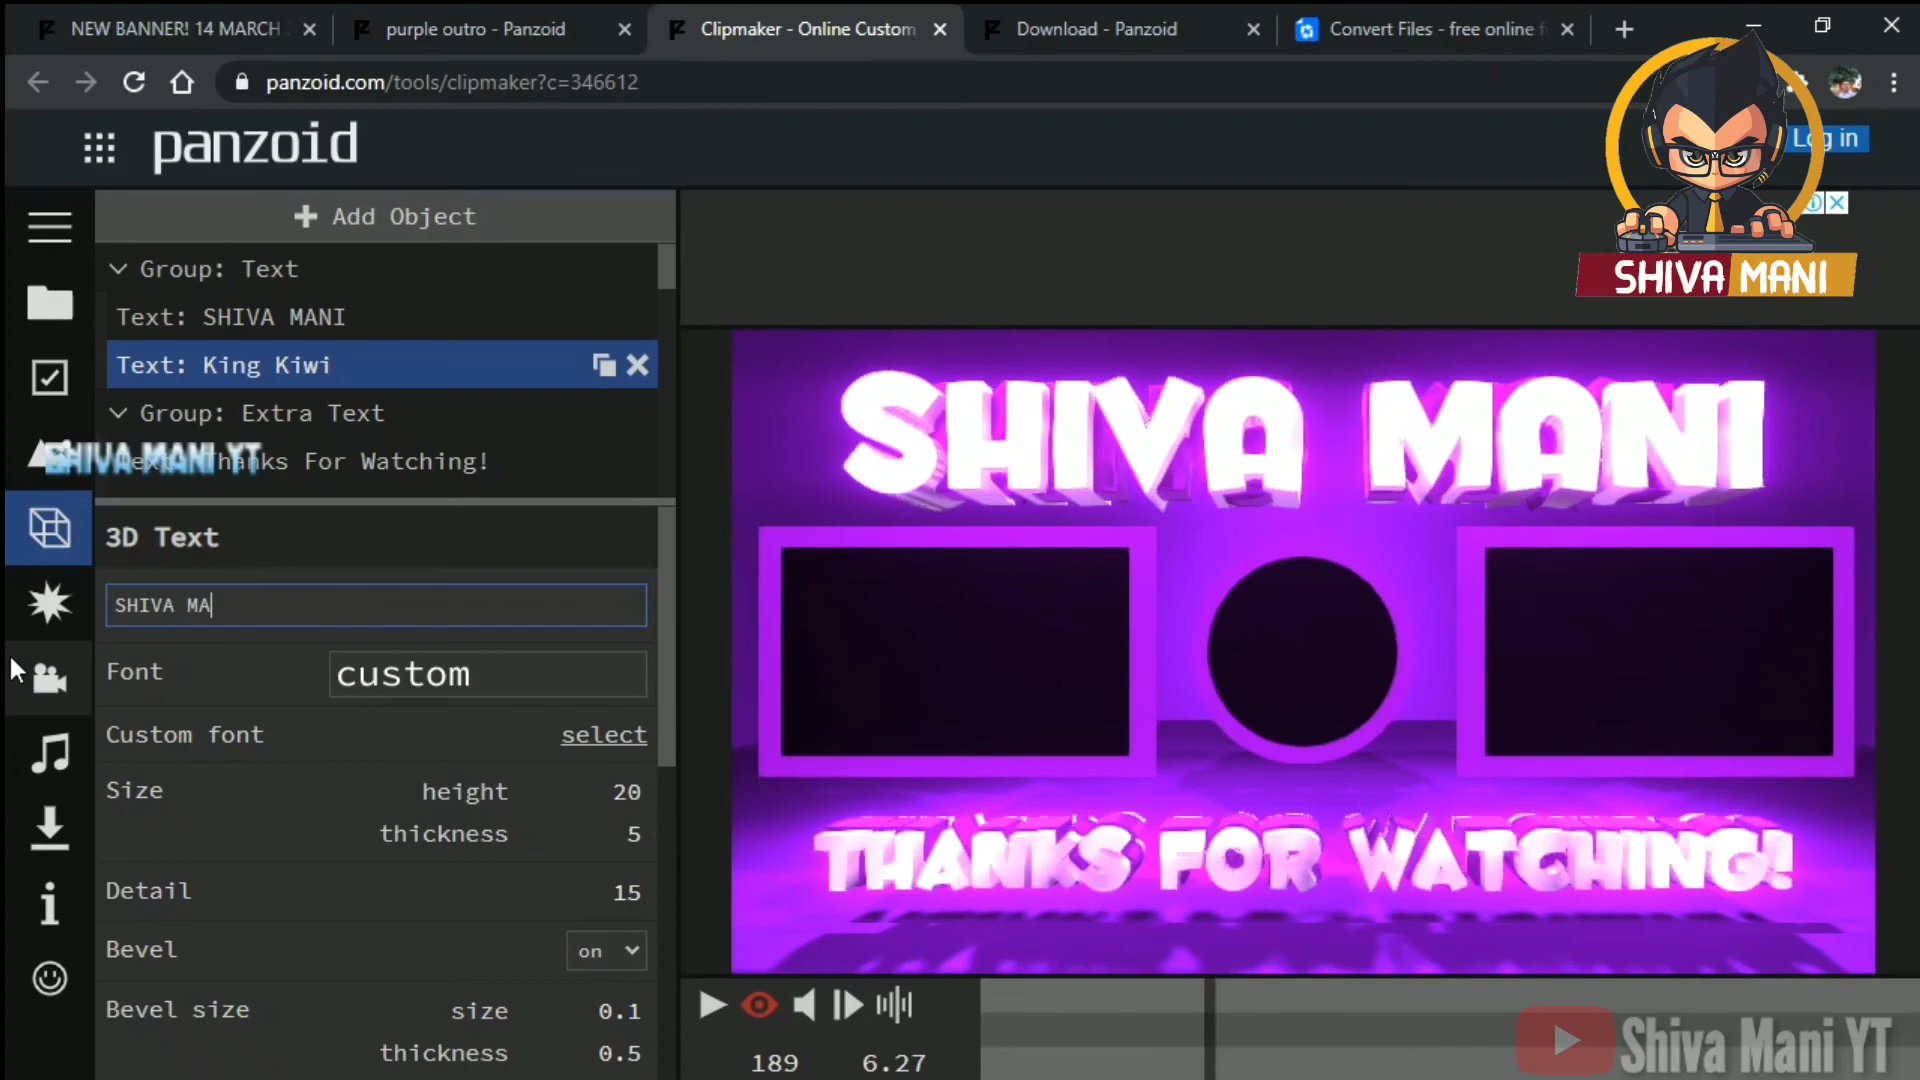 NEW BANNER! 14 MARCH
purple outro - Panzoid
Clipmaker - Online Custom
Download - Panzoid
Convert Files - free online f
panzoid.com/tools/clipmaker?c=346612
panzoid
Log in
SHIVA MANI
Add Object
Group: Text
Text: SHIVA MANI
Text: King Kiwi
Group: Extra Text
SHIVA MANI YT
Thanks For Watching!
3D Text
SHIVA MA
Font custom
Custom font select
Size height 20
thickness 5
Detail 15
Bevel on
Bevel size size 0.1
thickness 0.5
SHIVA MANI
THANKS FOR WATCHING!
189 6.27
Shiva Mani YT